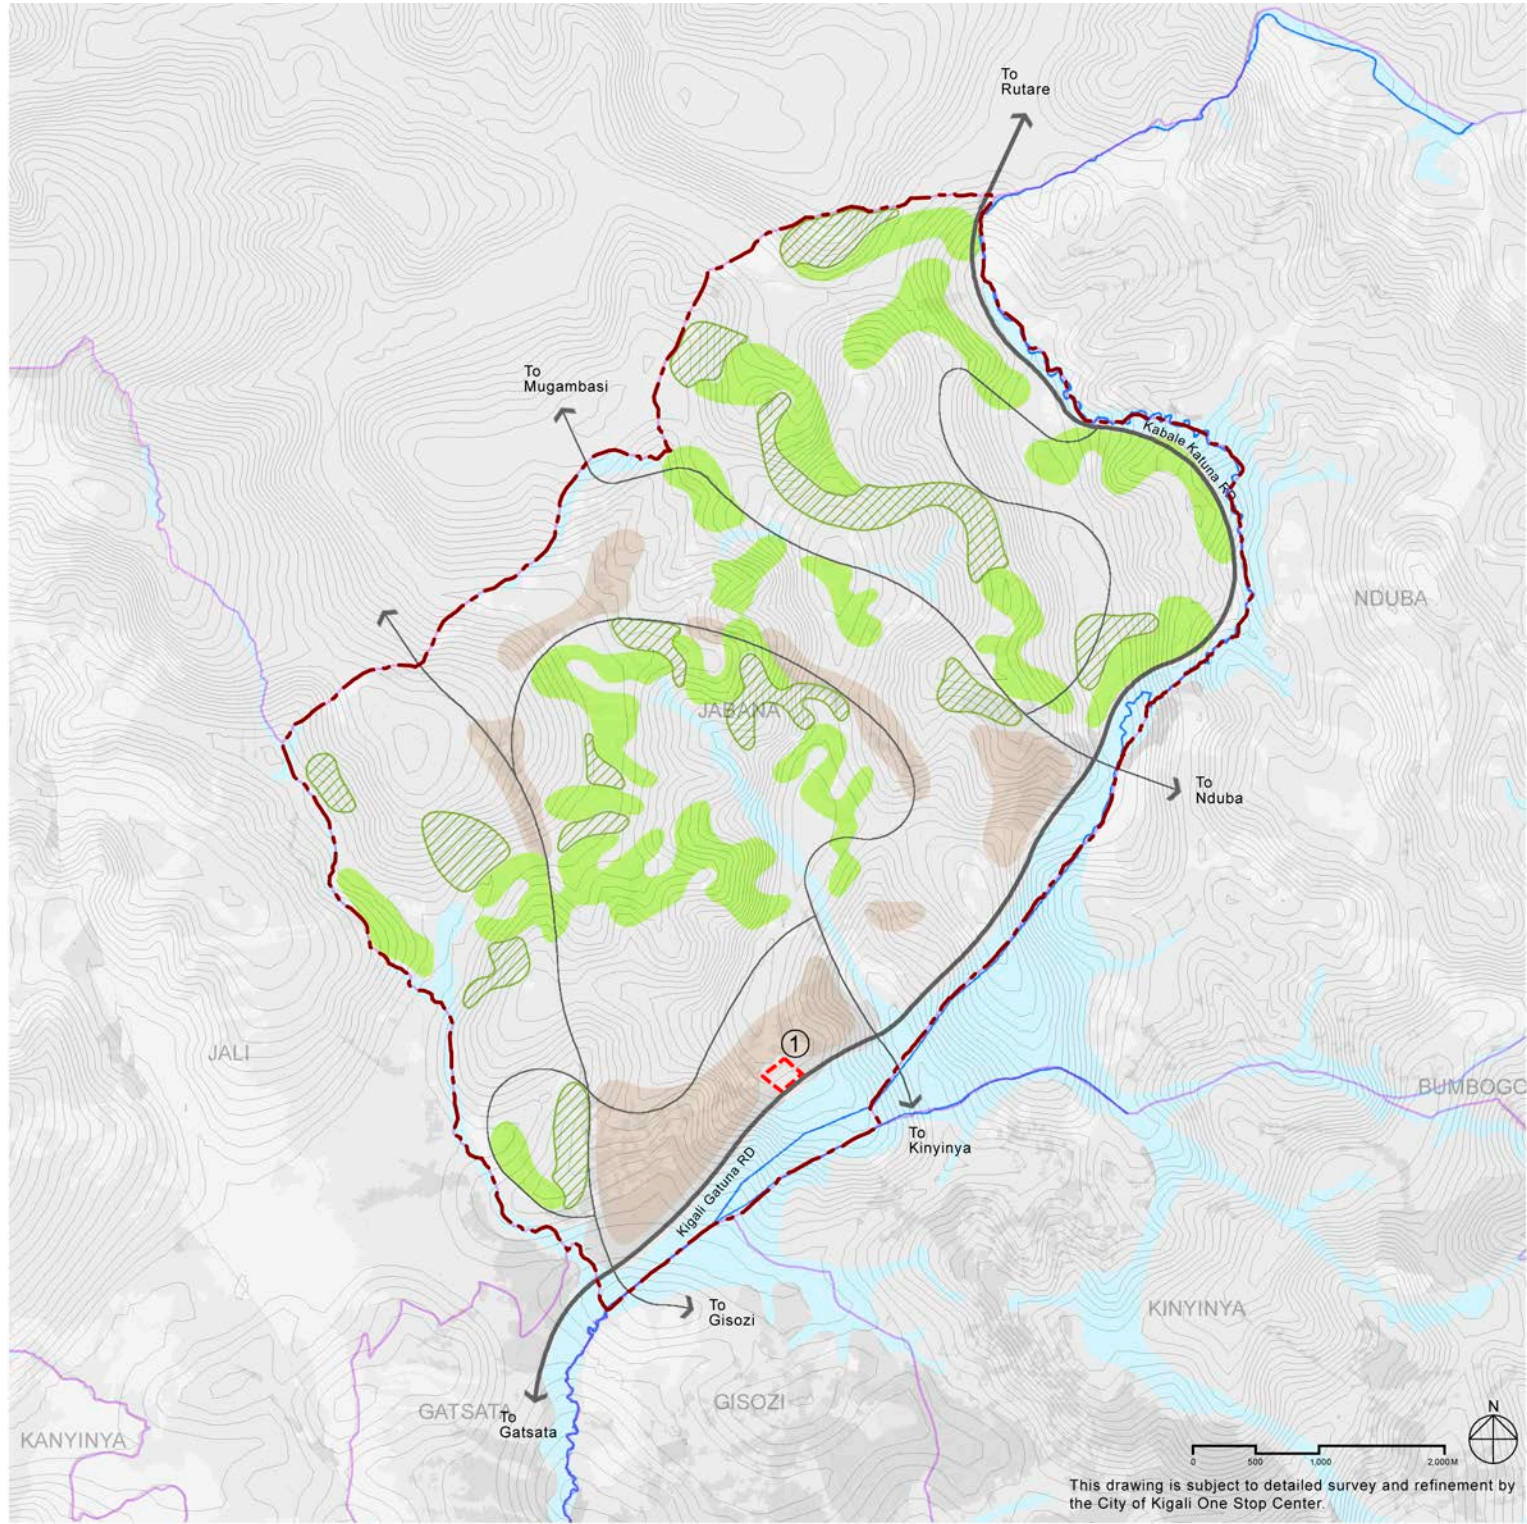 To
Rutare
To
Mugambasi
Kabale Katuna RD
NDUBA
JABANA
To
Nduba
1
JALI
BUMBOGO
To
Kinyinya
Kigali Gatuna RD
To
Gisozi
KINYINYA
GISOZI
GATSATA
To
Gatsata
KANYINYA
N
0 500 1,000 2,000M
This drawing is subject to detailed survey and refinement by
the City of Kigali One Stop Center.